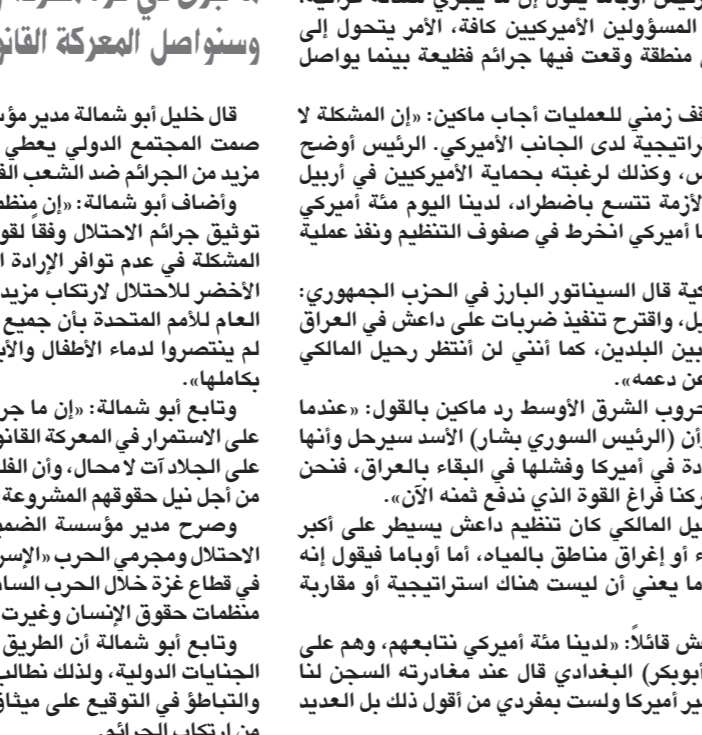 المسؤولين الأميركيين كافة، الأمر يتحول إلى
منطقة وقعت فيها جرائم فظيعة بينما يواصل
قف زمني للعمليات أجاب ماكين: «إن المشكلة لا
راتيجية لدى الجانب الأميركي. الرئيس أوضح
س، وكذلك لرغبته بحماية الأميركيين في أربيل
لأزمة تتسع باضطراد، لدينا اليوم مئة أميركي
ا أميركي انخرط في صفوف التنظيم ونفذ عملية
كية قال السيناتور البارز في الحزب الجمهوري:
يل، واقترح تنفيذ ضربات على داعش في العراق
بين البلدين، كما أنني لن أنتظر رحيل المالكي
عن دعمه».
حروب الشرق الأوسط رد ماكين بالقول: «عندما
وأن (الرئيس السوري بشار) الأسد سيرحل وأنها
دة في أميركا وفشلها في البقاء بالعراق، فنحن
ركنا فراغ القوة الذي ندفع ثمنه الآن».
يل المالكي كان تنظيم داعش يسيطر على أكبر
ء أو إغراق مناطق بالمياه، أما أوباما فيقول إنه
ما يعني أن ليست هناك استراتيجية أو مقاربة
عش قائلاً: «لدينا مئة أميركي نتابعهم، وهم على
أبوبكر) البغدادي قال عند مغادرته السجن لنا
ير أميركا ولست بمفردي من أقول ذلك بل العديد
وسنواصل المعركة القانو
قال خليل أبو شمالة مدير مؤس
صمت المجتمع الدولي يعطي
مزيد من الجرائم ضد الشعب الف
وأضاف أبو شمالة: «إن منظم
توثيق جرائم الاحتلال وفقاً لقو
المشكلة في عدم توافر الإرادة ا
الأخضر للاحتلال لارتكاب مزيد
العام للأمم المتحدة بأن جميع
لم ينتصروا لدماء الأطفال والأب
بكاملها».
وتابع أبو شمالة: «إن ما جر
على الاستمرار في المعركة القانو
على الجلاد آت لا محال، وأن الفل
من أجل نيل حقوقهم المشروعة
وصرح مدير مؤسسة الضمي
الاحتلال ومجرمي الحرب «الإسر
في قطاع غزة خلال الحرب الساد
منظمات حقوق الإنسان وغيرت
وتابع أبو شمالة أن الطريق
الجنايات الدولية، ولذلك نطالب
والتباطؤ في التوقيع على ميثاق
من ارتكاب الجرائم.